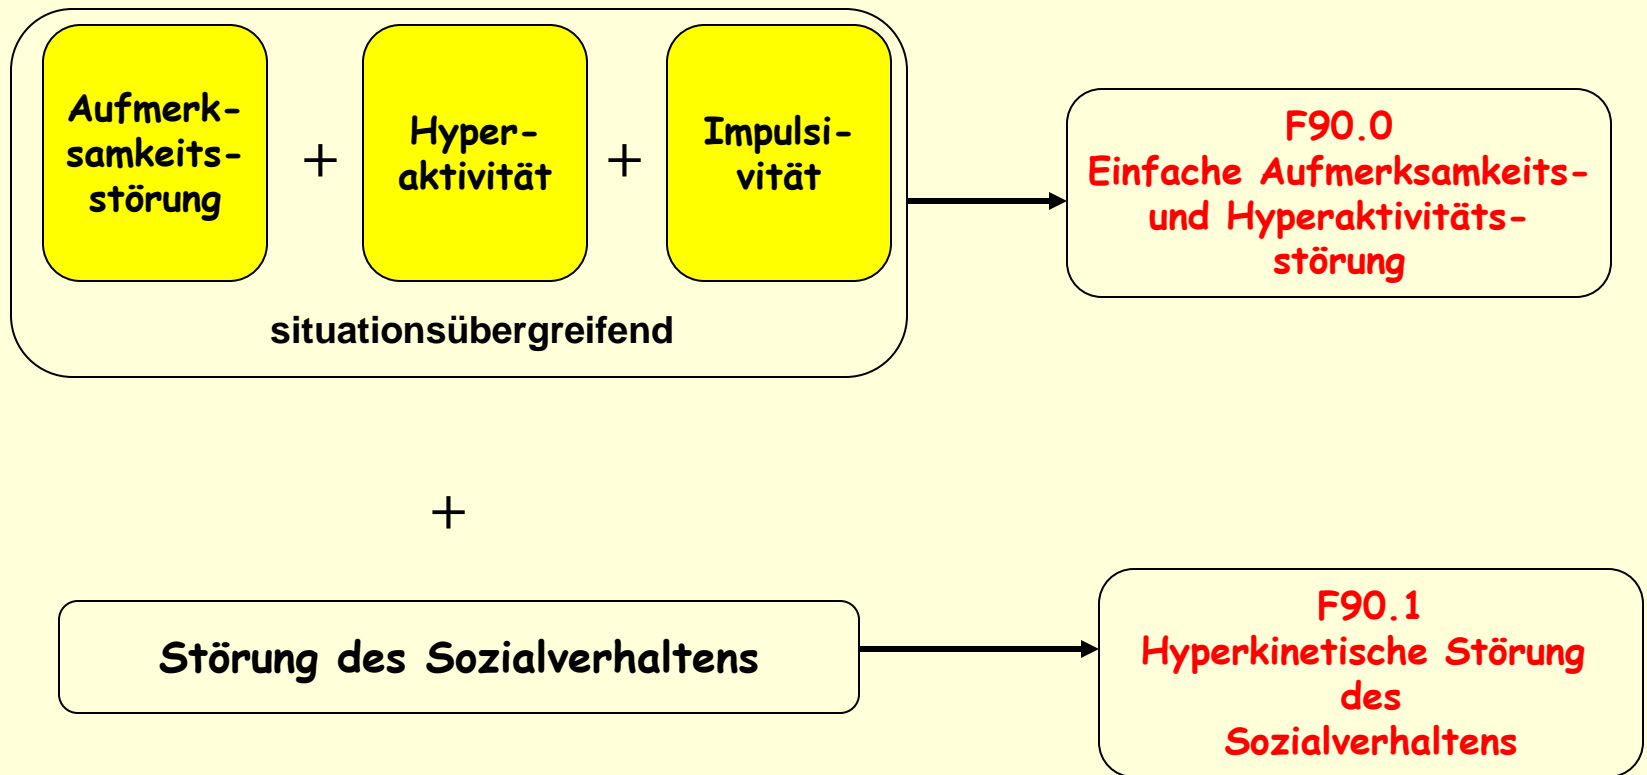 Aufmerk-
samkeits-
störung
+
Hyper-
aktivität
+
Impulsi-
vität
situationsübergreifend
F90.0
Einfache Aufmerksamkeits-
und Hyperaktivitäts-
störung
+
Störung des Sozialverhaltens
F90.1
Hyperkinetische Störung
des
Sozialverhaltens